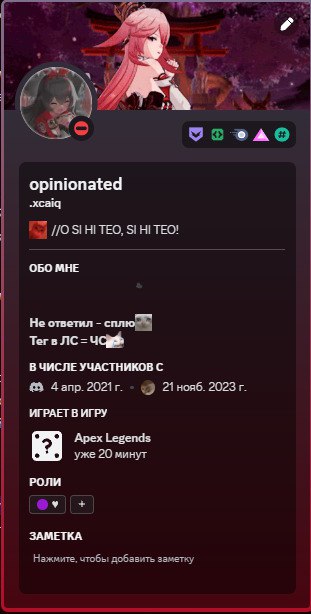 opinionated
.xcaiq
//O SI HI TEO, SI HI TEO!
ОБО МНЕ
Не ответил - сплю
Тег в ЛС = ЧС
В ЧИСЛЕ УЧАСТНИКОВ С
4 апр. 2021 г. • 21 нояб. 2023 г.
ИГРАЕТ В ИГРУ
Apex Legends
уже 20 минут
РОЛИ
♥ +
ЗАМЕТКА
Нажмите, чтобы добавить заметку